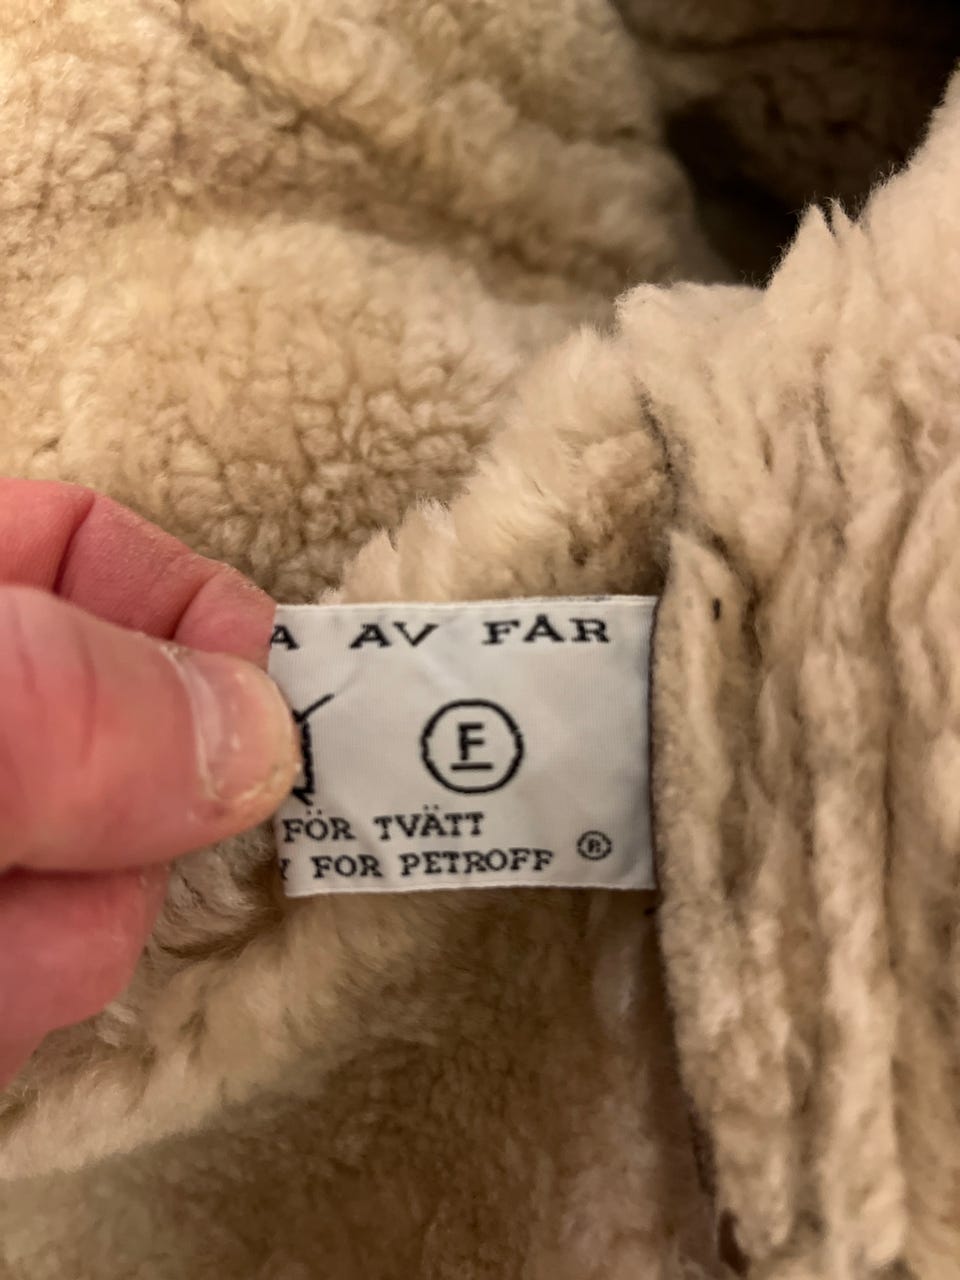 A AV FÅR
F
FÖR TVÄTT
Y FOR PETROFF ®